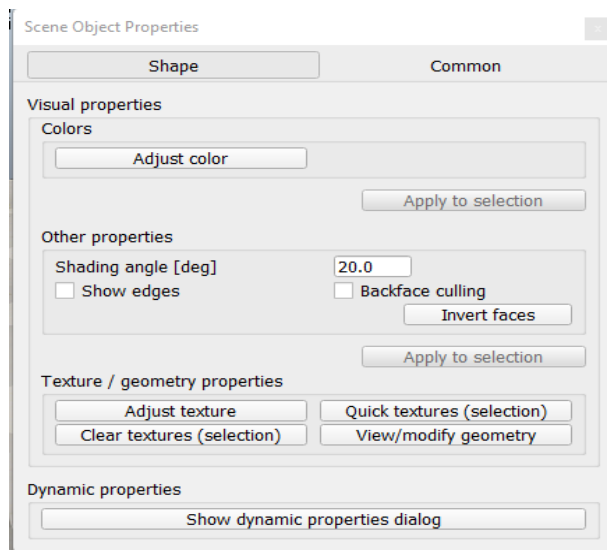 Scene Object Properties
x
Shape Common
Visual properties
Colors
Adjust color
Apply to selection
Other properties
Shading angle [deg] 20.0
Show edges Backface culling
Invert faces
Apply to selection
Texture / geometry properties
Adjust texture Quick textures (selection)
Clear textures (selection) View/modify geometry
Dynamic properties
Show dynamic properties dialog